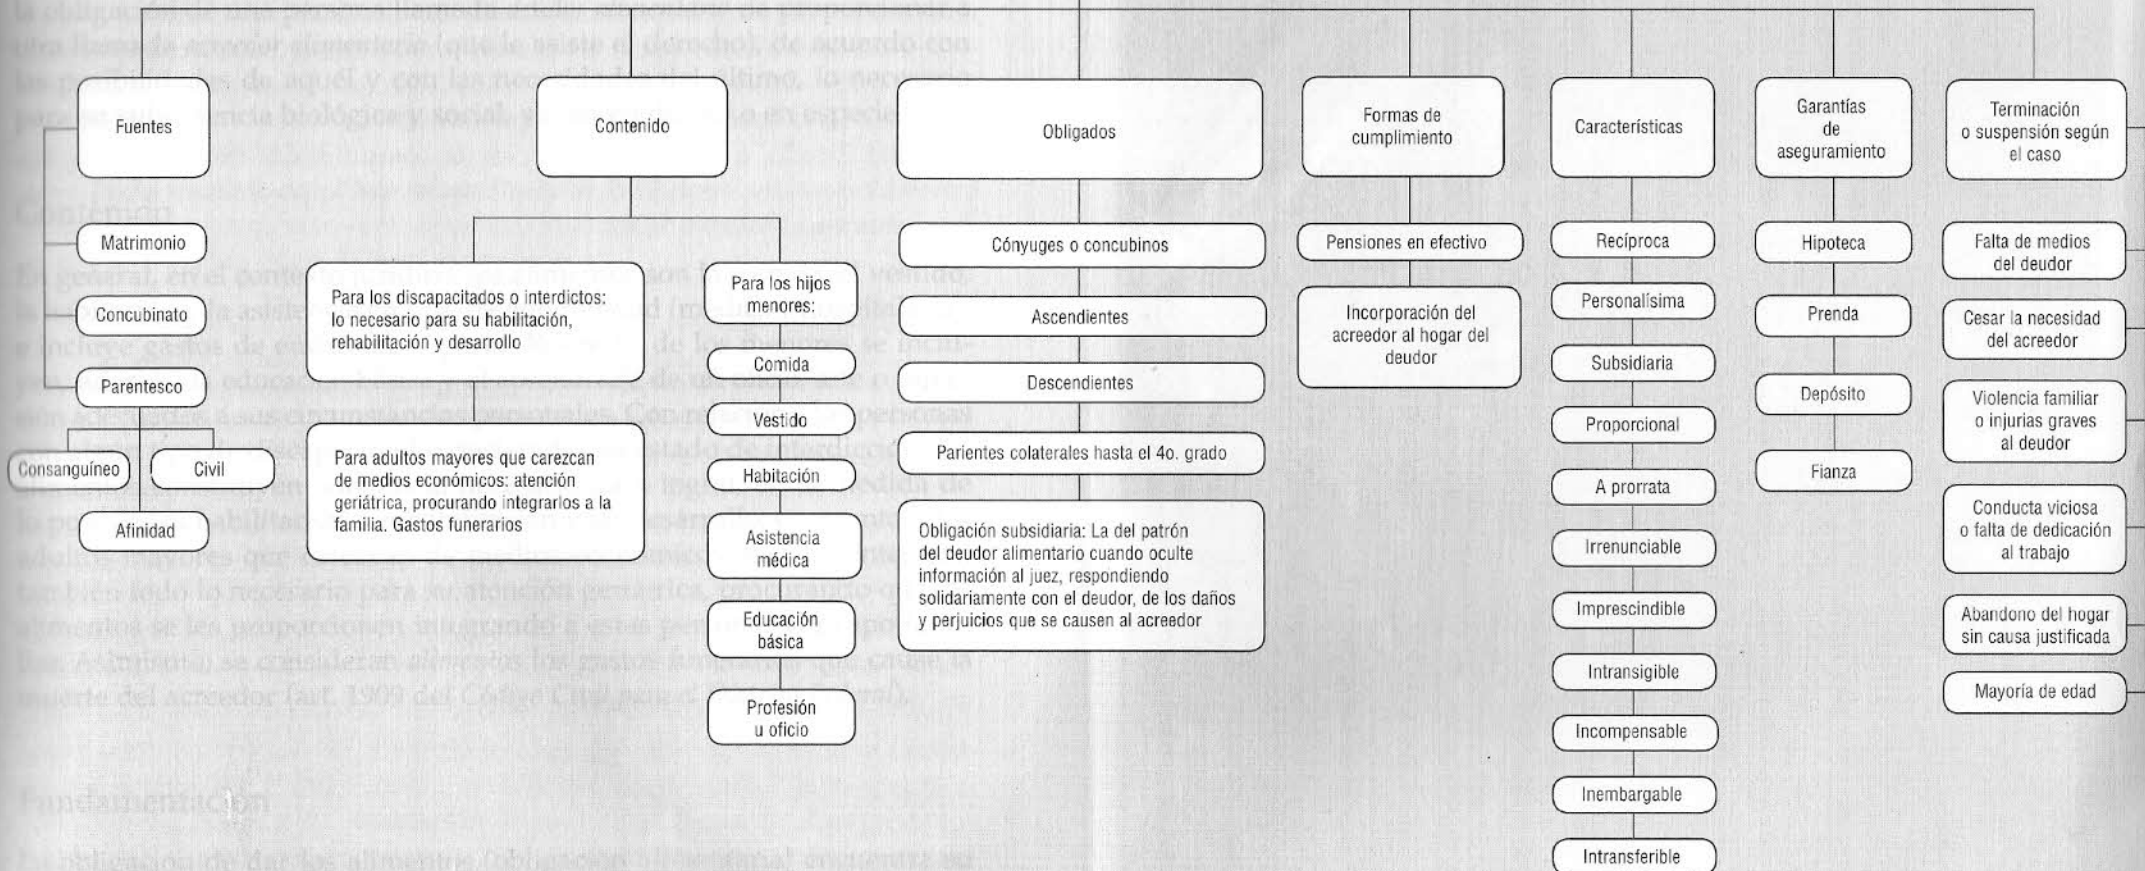 Fuentes
Matrimonio
Concubinato
Parentesco
Consanguíneo
Civil
Afinidad
Contenido
Para los discapacitados o interdictos:
lo necesario para su habilitación,
rehabilitación y desarrollo
Para adultos mayores que carezcan
de medios económicos: atención
geriátrica, procurando integrarlos a la
familia. Gastos funerarios
Para los hijos
menores:
Comida
Vestido
Habitación
Asistencia
médica
Educación
básica
Profesión
u oficio
Obligados
Cónyuges o concubinos
Ascendientes
Descendientes
Parientes colaterales hasta el 4o. grado
Obligación subsidiaria: La del patrón
del deudor alimentario cuando oculte
información al juez, respondiendo
solidariamente con el deudor, de los daños
y perjuicios que se causen al acreedor
Formas de
cumplimiento
Pensiones en efectivo
Incorporación del
acreedor al hogar del
deudor
Características
Recíproca
Personalísima
Subsidiaria
Proporcional
A prorrata
Irrenunciable
Imprescindible
Intransigible
Incompensable
Inembargable
Intransferible
Garantías
de
aseguramiento
Hipoteca
Prenda
Depósito
Fianza
Terminación
o suspensión según
el caso
Falta de medios
del deudor
Cesar la necesidad
del acreedor
Violencia familiar
o injurias graves
al deudor
Conducta viciosa
o falta de dedicación
al trabajo
Abandono del hogar
sin causa justificada
Mayoría de edad